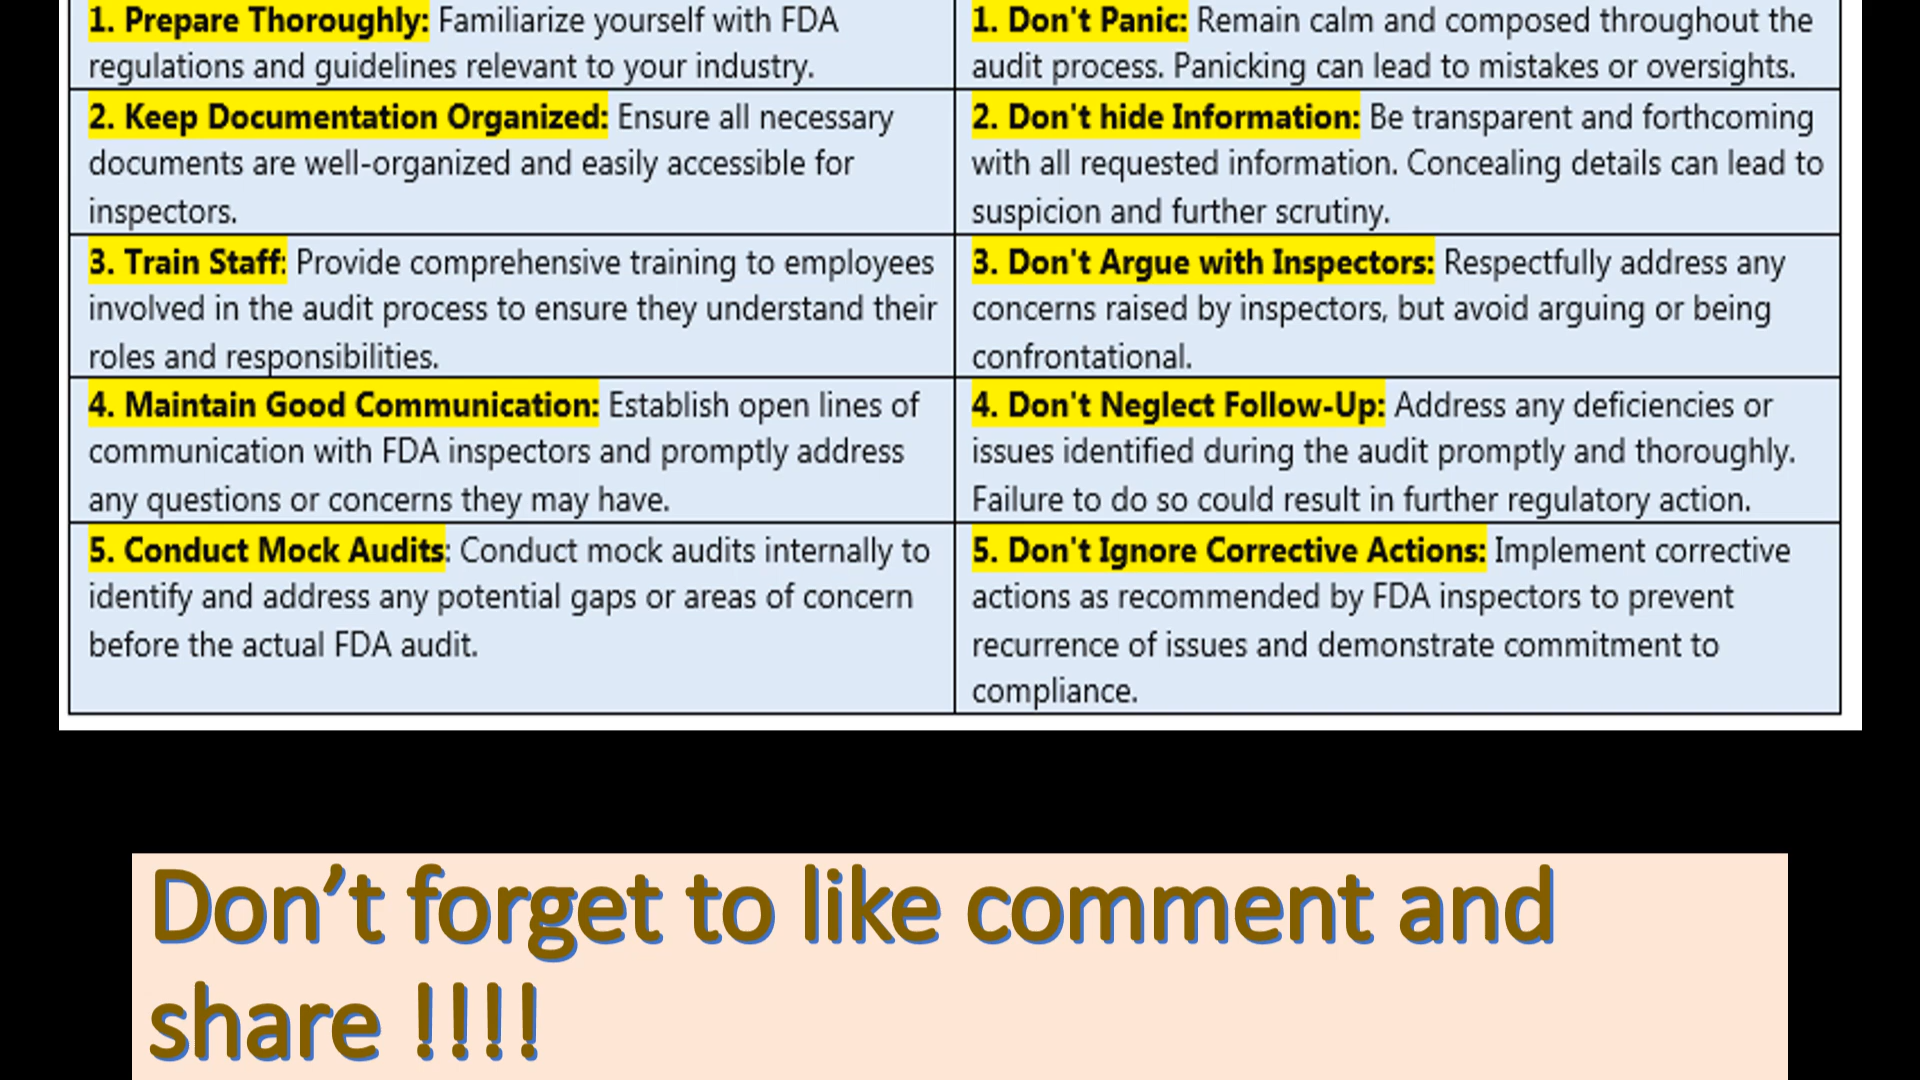 1. Prepare Thoroughly: Familiarize yourself with FDA
regulations and guidelines relevant to your industry.
1. Don't Panic: Remain calm and composed throughout the
audit process. Panicking can lead to mistakes or oversights.
2. Keep Documentation Organized: Ensure all necessary
documents are well-organized and easily accessible for
inspectors.
2. Don't hide Information: Be transparent and forthcoming
with all requested information. Concealing details can lead to
suspicion and further scrutiny.
3. Train Staff: Provide comprehensive training to employees
involved in the audit process to ensure they understand their
roles and responsibilities.
3. Don't Argue with Inspectors: Respectfully address any
concerns raised by inspectors, but avoid arguing or being
confrontational.
4. Maintain Good Communication: Establish open lines of
communication with FDA inspectors and promptly address
any questions or concerns they may have.
4. Don't Neglect Follow-Up: Address any deficiencies or
issues identified during the audit promptly and thoroughly.
Failure to do so could result in further regulatory action.
5. Conduct Mock Audits: Conduct mock audits internally to
identify and address any potential gaps or areas of concern
before the actual FDA audit.
5. Don't Ignore Corrective Actions: Implement corrective
actions as recommended by FDA inspectors to prevent
recurrence of issues and demonstrate commitment to
compliance.
Don’t forget to like comment and
share !!!!